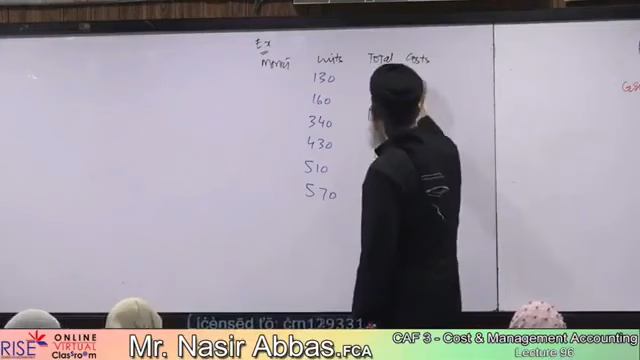 Ex
Month Units Total Costs
130
160
340
430
510
570
(licensed to: crn129331
RISE ONLINE VIRTUAL Classroom
Mr. Nasir Abbas.FCA
CAF 3 - Cost & Management Accounting
Lecture 96